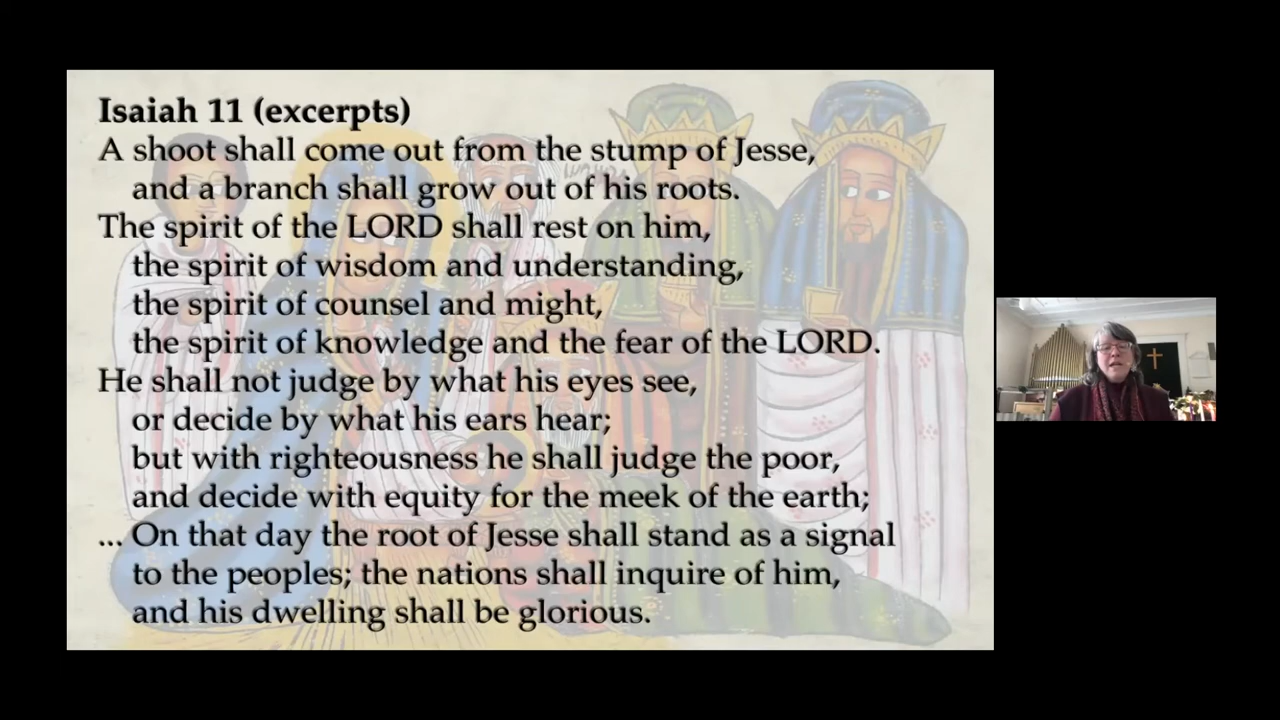 Isaiah 11 (excerpts)
A shoot shall come out from the stump of Jesse,
and a branch shall grow out of his roots.
The spirit of the LORD shall rest on him,
the spirit of wisdom and understanding,
the spirit of counsel and might,
the spirit of knowledge and the fear of the LORD.
He shall not judge by what his eyes see,
or decide by what his ears hear;
but with righteousness he shall judge the poor,
and decide with equity for the meek of the earth;
... On that day the root of Jesse shall stand as a signal
to the peoples; the nations shall inquire of him,
and his dwelling shall be glorious.